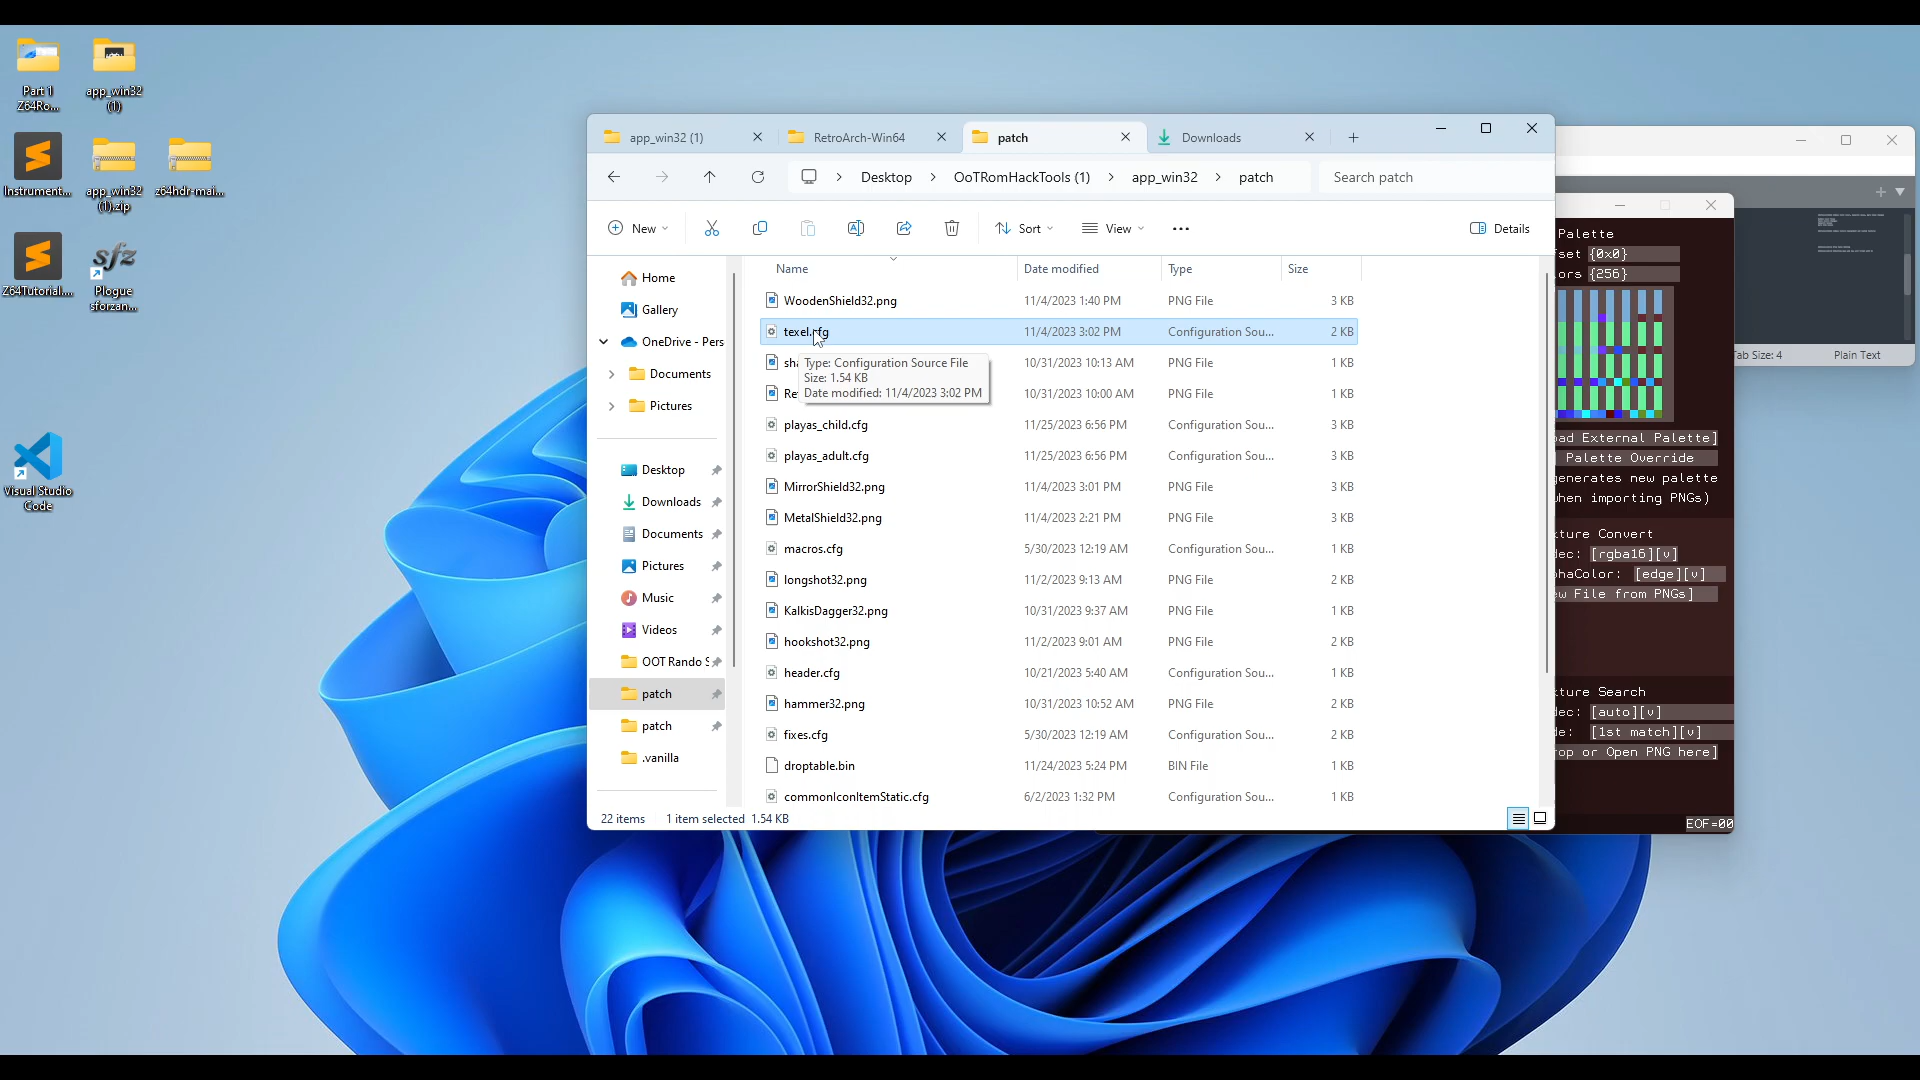 Part 1
Z64Ro...
app_win32
(1)
Instrument...
app_win32
(1).zip
z64hdr-mai...
Z64Tutorial....
sfz
Plogue
sforzan...
Visual Studio
Code
app_win32 (1)
RetroArch-Win64
patch
Downloads
Desktop > OoTRomHackTools (1) > app_win32 > patch
Search patch
New
Sort
View
Details
Home
Gallery
OneDrive - Pers
Documents
Pictures
Desktop
Downloads
Documents
Pictures
Music
Videos
OOT Rando S
patch
patch
.vanilla
Name Date modified Type Size
WoodenShield32.png 11/4/2023 1:40 PM PNG File 3 KB
texel.cfg 11/4/2023 3:02 PM Configuration Sou... 2 KB
sha 10/31/2023 10:13 AM PNG File 1 KB
Re 10/31/2023 10:00 AM PNG File 1 KB
Type: Configuration Source File
Size: 1.54 KB
Date modified: 11/4/2023 3:02 PM
playas_child.cfg 11/25/2023 6:56 PM Configuration Sou... 3 KB
playas_adult.cfg 11/25/2023 6:56 PM Configuration Sou... 3 KB
MirrorShield32.png 11/4/2023 3:01 PM PNG File 3 KB
MetalShield32.png 11/4/2023 2:21 PM PNG File 3 KB
macros.cfg 5/30/2023 12:19 AM Configuration Sou... 1 KB
longshot32.png 11/2/2023 9:13 AM PNG File 2 KB
KalkisDagger32.png 10/31/2023 9:37 AM PNG File 1 KB
hookshot32.png 11/2/2023 9:01 AM PNG File 2 KB
header.cfg 10/21/2023 5:40 AM Configuration Sou... 1 KB
hammer32.png 10/31/2023 10:52 AM PNG File 2 KB
fixes.cfg 5/30/2023 12:19 AM Configuration Sou... 2 KB
droptable.bin 11/24/2023 5:24 PM BIN File 1 KB
commonIconItemStatic.cfg 6/2/2023 1:32 PM Configuration Sou... 1 KB
22 items 1 item selected 1.54 KB
Palette
set {0x0}
ors {256}
ad External Palette]
Palette Override
generates new palette
when importing PNGs)
ture Convert
dec: [rgba16][v]
phaColor: [edge][v]
ew File from PNGs]
ture Search
dec: [auto][v]
de: [1st match][v]
rop or Open PNG here]
EOF=00
Tab Size: 4
Plain Text